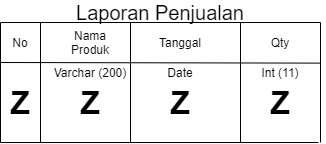 Laporan Penjualan
No
Nama
Produk
Tanggal
Qty
Varchar (200)
Date
Int (11)
Z
Z
Z
Z